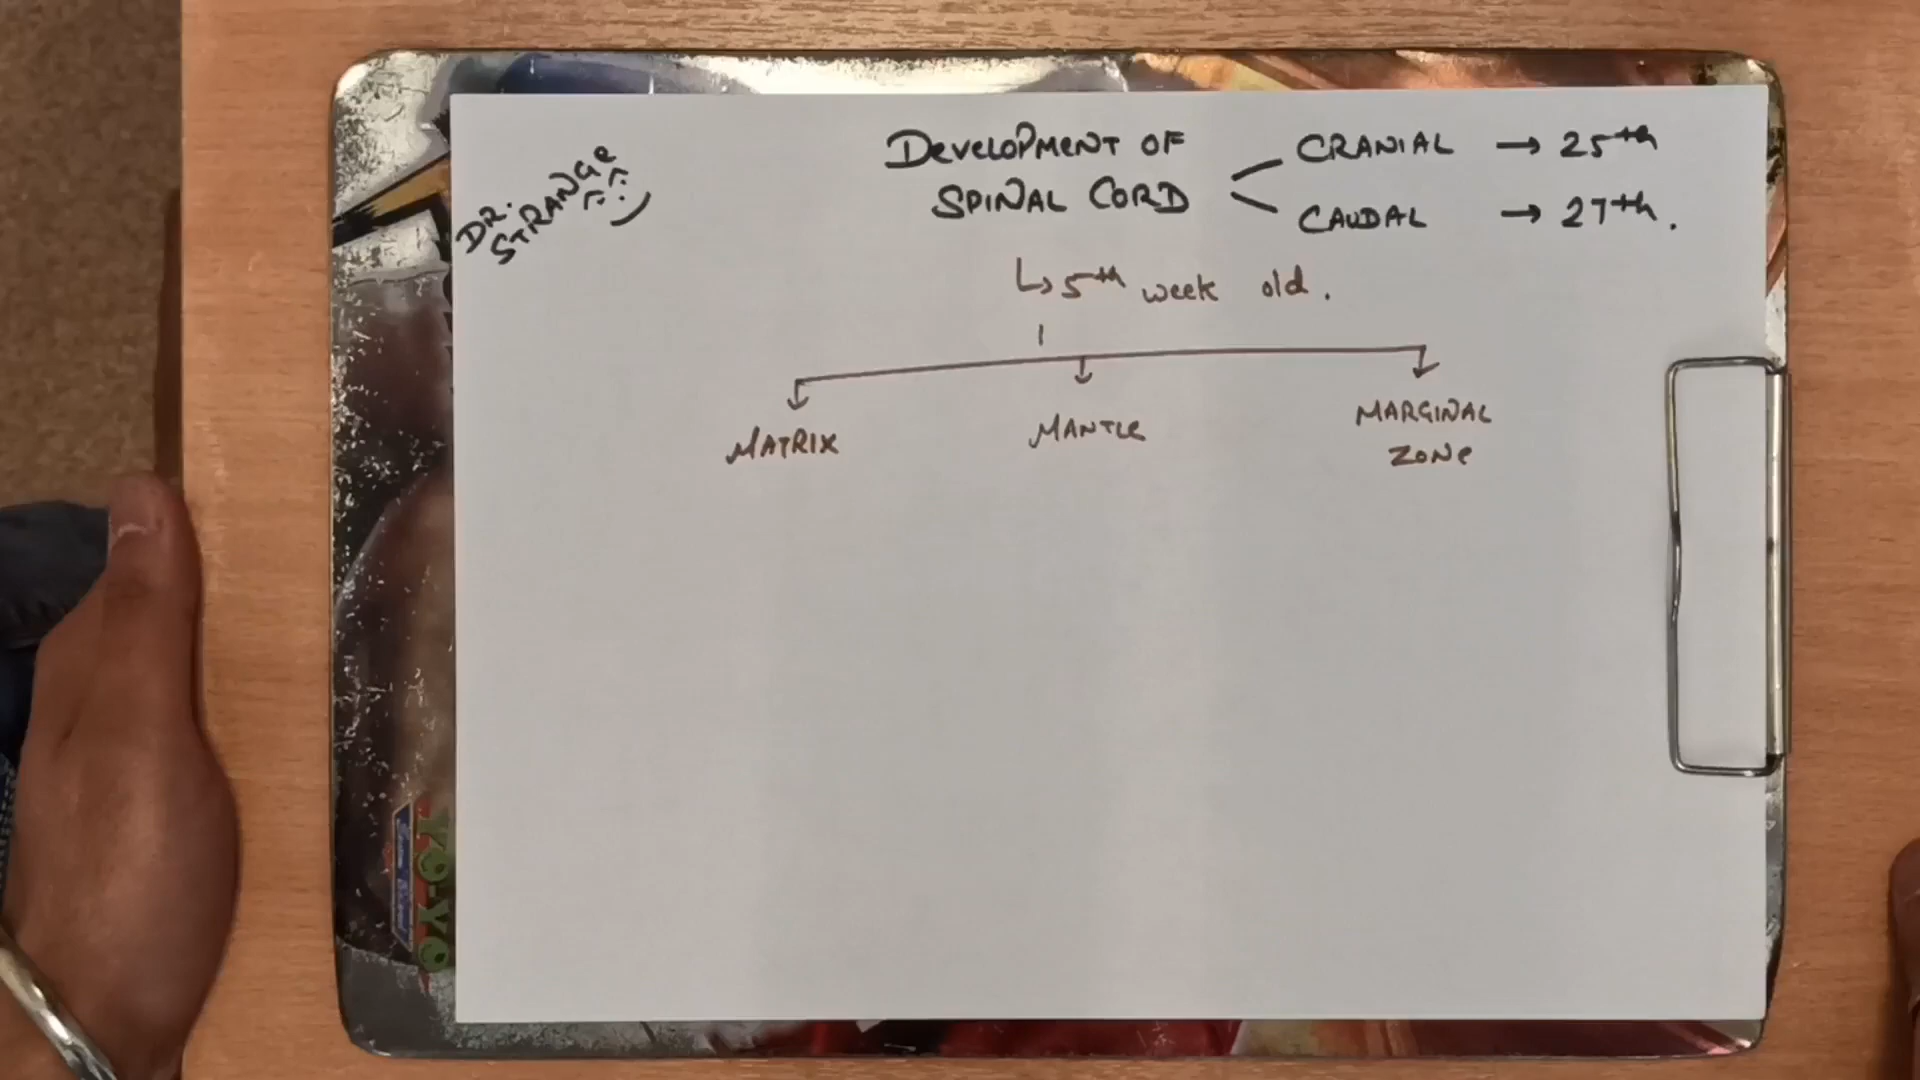 DR.
STRANGE
DEVELOPMENT OF
SPINAL CORD
CRANIAL → 25th
CAUDAL → 27th.
↳ 5th week old.
MATRIX
MANTLE
MARGINAL
ZONE
YO-YO